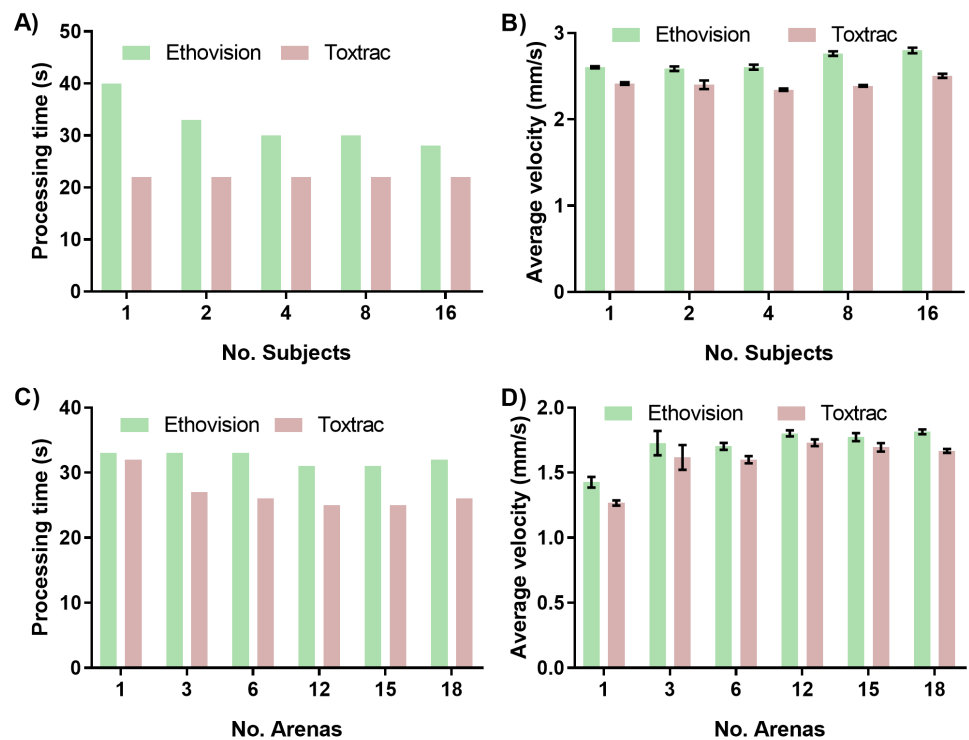 A)
Ethovision Toxtrac
Processing time (s)
50
40
30
20
10
0
1 2 4 8 16
No. Subjects
B)
Ethovision Toxtrac
Average velocity (mm/s)
3
2
1
0
1 2 4 8 16
No. Subjects
C)
Ethovision Toxtrac
Processing time (s)
40
30
20
10
0
1 3 6 12 15 18
No. Arenas
D)
Ethovision Toxtrac
Average velocity (mm/s)
2.0
1.5
1.0
0.5
0.0
1 3 6 12 15 18
No. Arenas